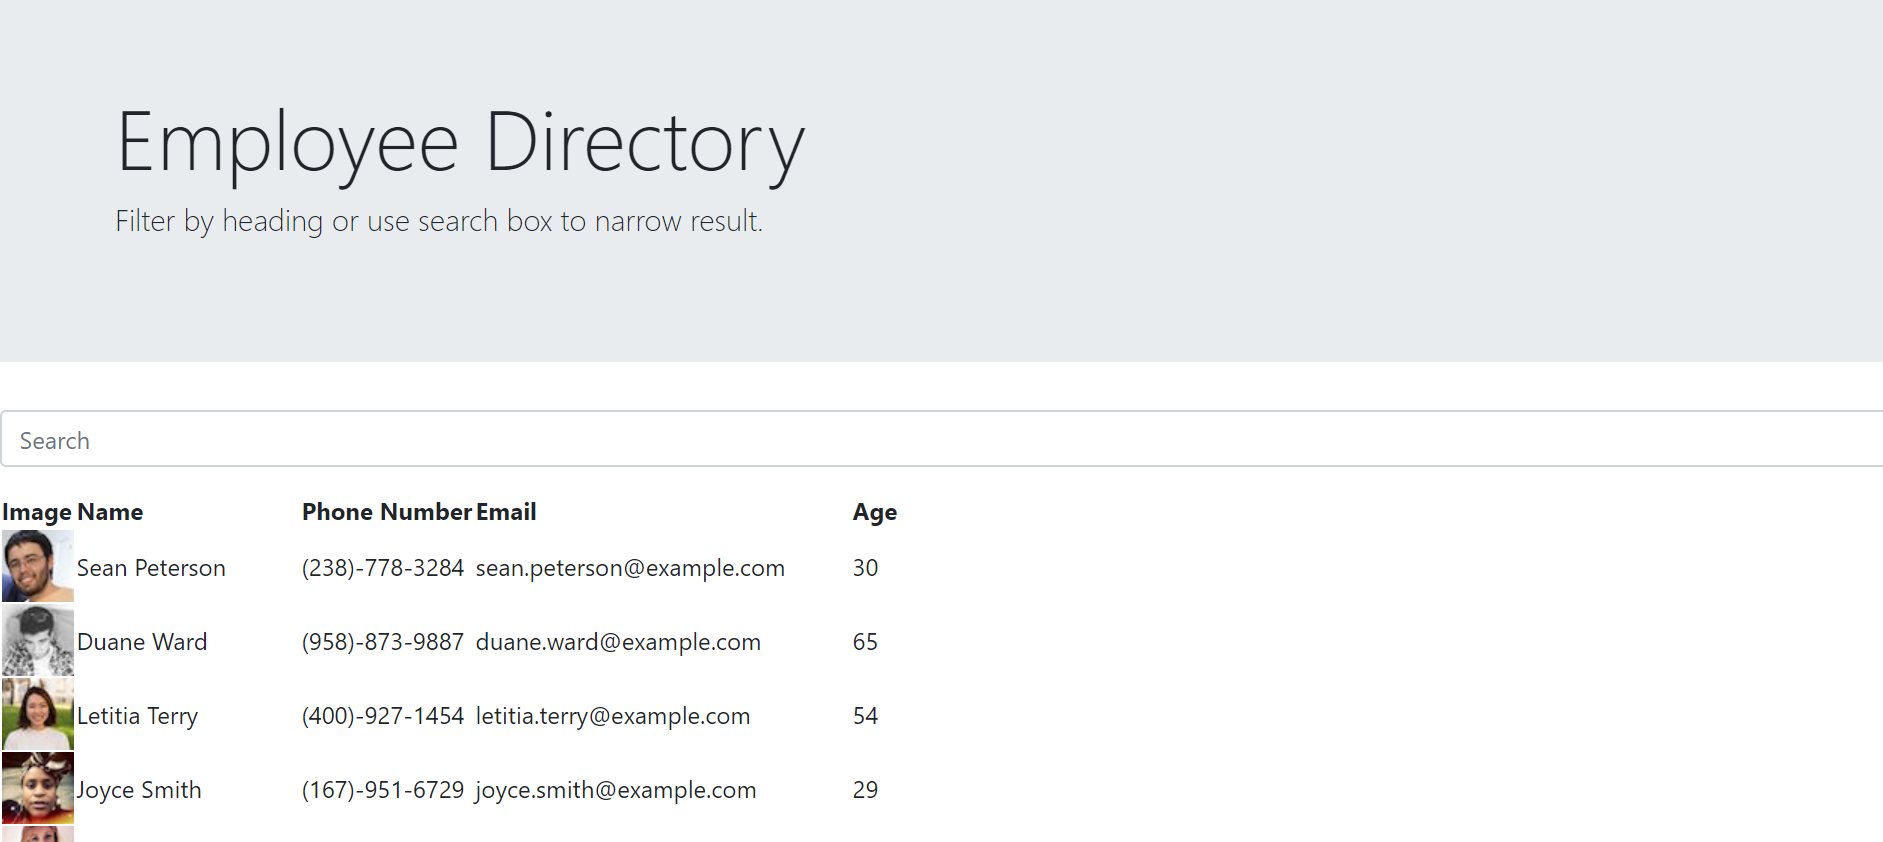 Employee Directory
Filter by heading or use search box to narrow result.
Search
Image Name Phone Number Email Age
Sean Peterson (238)-778-3284 sean.peterson@example.com 30
Duane Ward (958)-873-9887 duane.ward@example.com 65
Letitia Terry (400)-927-1454 letitia.terry@example.com 54
Joyce Smith (167)-951-6729 joyce.smith@example.com 29